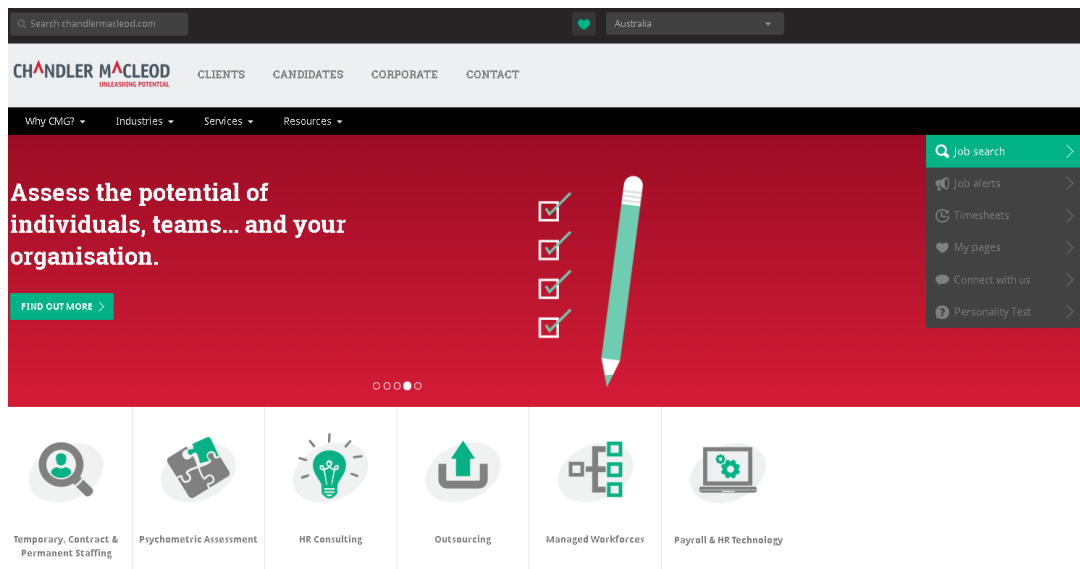 Search chandlermacleod.com
Australia
CHANDLER MACLEOD
UNLEASHING POTENTIAL
CLIENTS
CANDIDATES
CORPORATE
CONTACT
Why CMG?
Industries
Services
Resources
Assess the potential of
individuals, teams... and your
organisation.
FIND OUT MORE
Job search
Job alerts
Timesheets
My pages
Connect with us
Personality Test
Temporary, Contract &
Permanent Staffing
Psychometric Assessment
HR Consulting
Outsourcing
Managed Workforces
Payroll & HR Technology